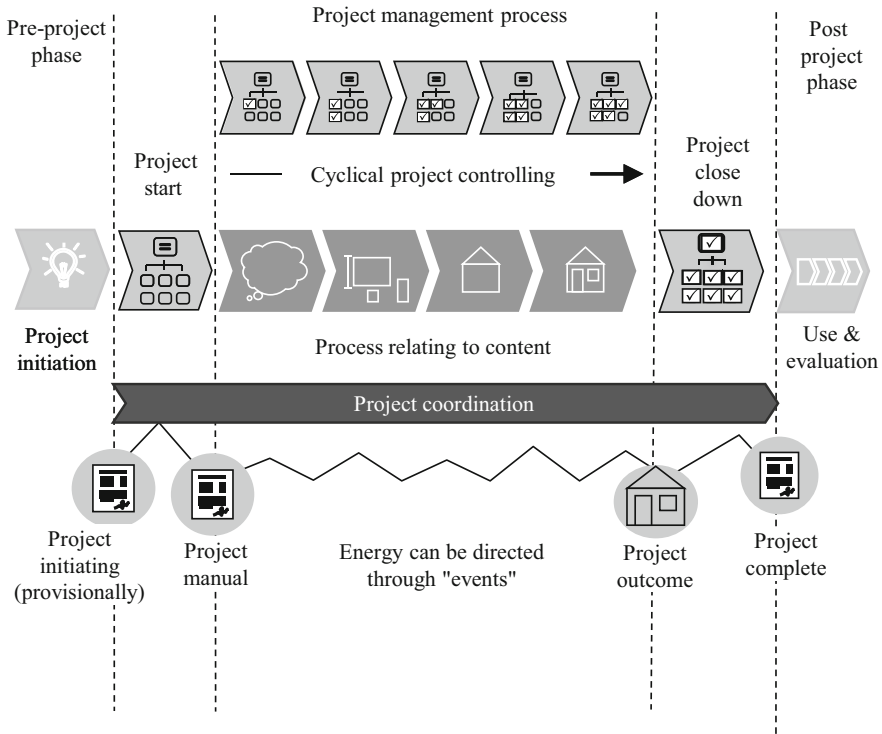 Project management process
Pre-project
phase
Post
project
phase
Project
start
Cyclical project controlling
Project
close
down
Project
initiation
Process relating to content
Use &
evaluation
Project coordination
Project
initiating
(provisionally)
Project
manual
Energy can be directed
through "events"
Project
outcome
Project
complete